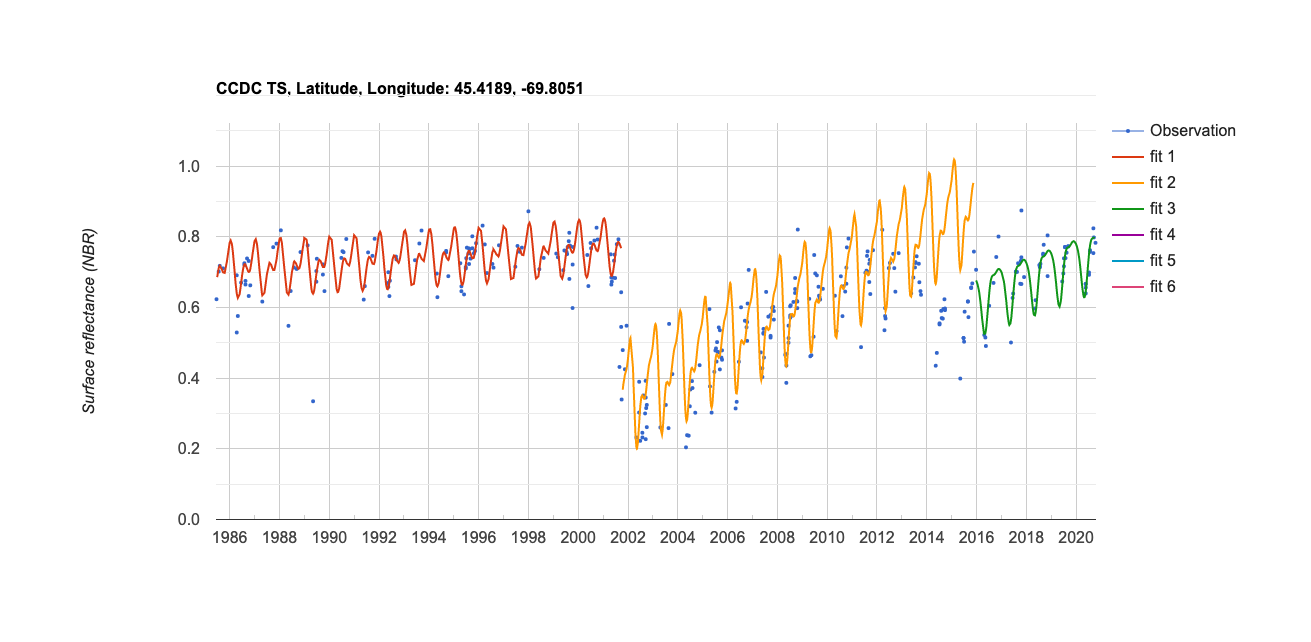 CCDC TS, Latitude, Longitude: 45.4189, -69.8051
Observation
fit 1
fit 2
fit 3
fit 4
fit 5
fit 6
Surface reflectance (NBR)
1.0
0.8
0.6
0.4
0.2
0.0
1986 1988 1990 1992 1994 1996 1998 2000 2002 2004 2006 2008 2010 2012 2014 2016 2018 2020